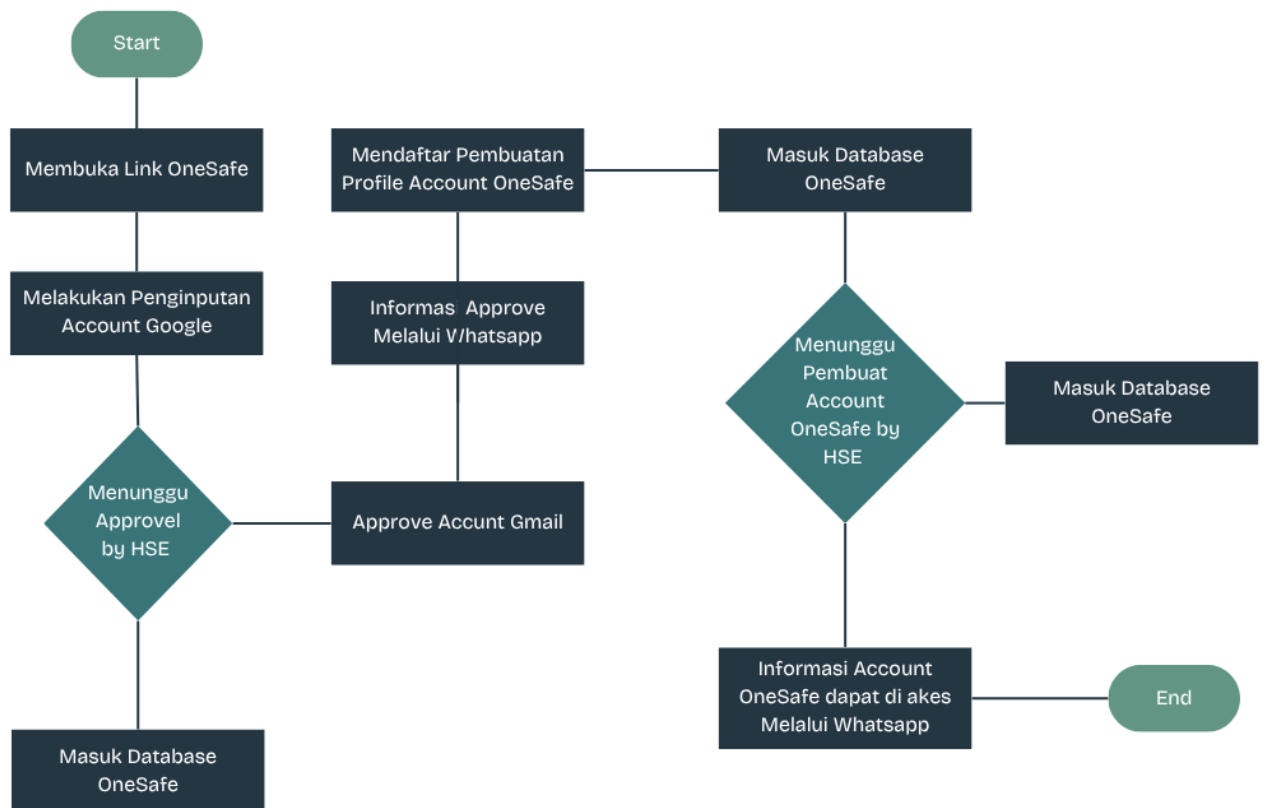 Start
Membuka Link OneSafe
Melakukan Penginputan
Account Google
Menunggu
Approvel
by HSE
Masuk Database
OneSafe
Approve Accunt Gmail
Informasi Approve
Melalui Whatsapp
Mendaftar Pembuatan
Profile Account OneSafe
Masuk Database
OneSafe
Menunggu
Pembuat
Account
OneSafe by
HSE
Masuk Database
OneSafe
Informasi Account
OneSafe dapat di akes
Melalui Whatsapp
End